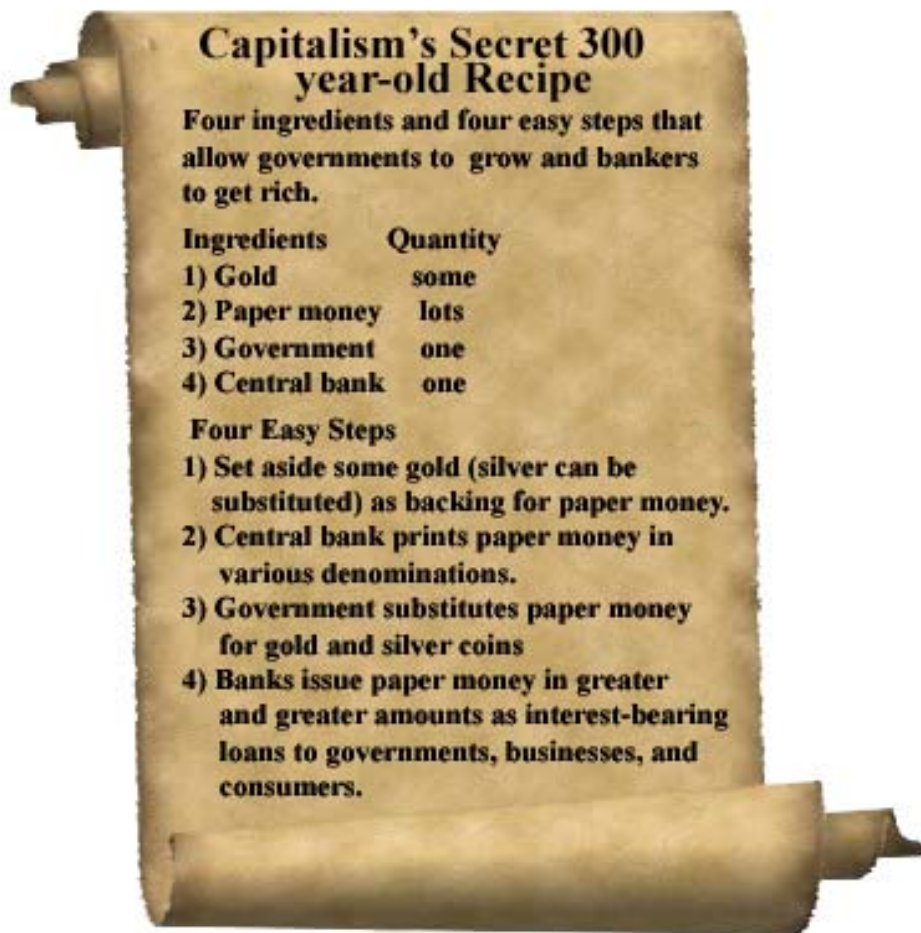 Capitalism's Secret 300
year-old Recipe
Four ingredients and four easy steps that
allow governments to grow and bankers
to get rich.
Ingredients Quantity
1) Gold some
2) Paper money lots
3) Government one
4) Central bank one
Four Easy Steps
1) Set aside some gold (silver can be
substituted) as backing for paper money.
2) Central bank prints paper money in
various denominations.
3) Government substitutes paper money
for gold and silver coins
4) Banks issue paper money in greater
and greater amounts as interest-bearing
loans to governments, businesses, and
consumers.